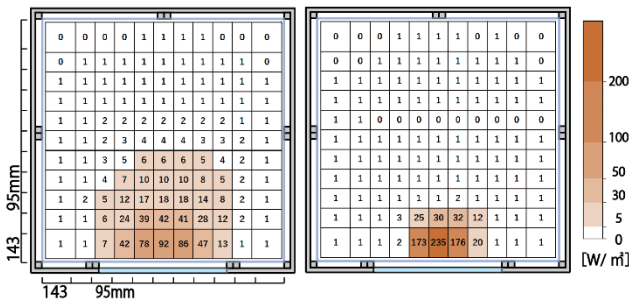 0 0 0 0 1 1 1 1 0 0 0
0 1 1 1 1 1 1 1 1 1 0
1 1 1 1 1 1 1 1 1 1 1
1 1 1 1 1 1 1 1 1 1 1
1 1 2 2 2 2 2 2 2 1 1
1 1 2 3 4 4 4 3 3 2 1
1 1 3 5 6 6 6 5 4 2 1
1 1 4 7 10 10 10 8 5 2 1
1 2 5 12 17 18 18 14 8 2 1
1 1 6 24 39 42 41 28 12 2 1
1 1 7 42 78 92 86 47 13 1 1
95mm
143
143 95mm
0 0 0 0 1 1 1 0 0 0 0
0 0 1 1 1 1 1 1 1 1 0
1 1 1 1 1 1 1 1 1 1 1
1 1 1 1 1 1 1 1 1 1 1
1 1 0 0 0 0 0 0 0 1 1
1 1 1 1 1 1 1 1 1 1 1
1 1 1 1 1 1 1 1 1 1 1
1 1 1 1 1 1 1 1 1 1 1
1 1 1 1 1 1 2 1 1 1 1
1 1 1 3 25 30 32 12 1 1 1
1 1 1 2 173 235 176 20 1 1 1
200
100
50
30
5
0
[W/㎡]